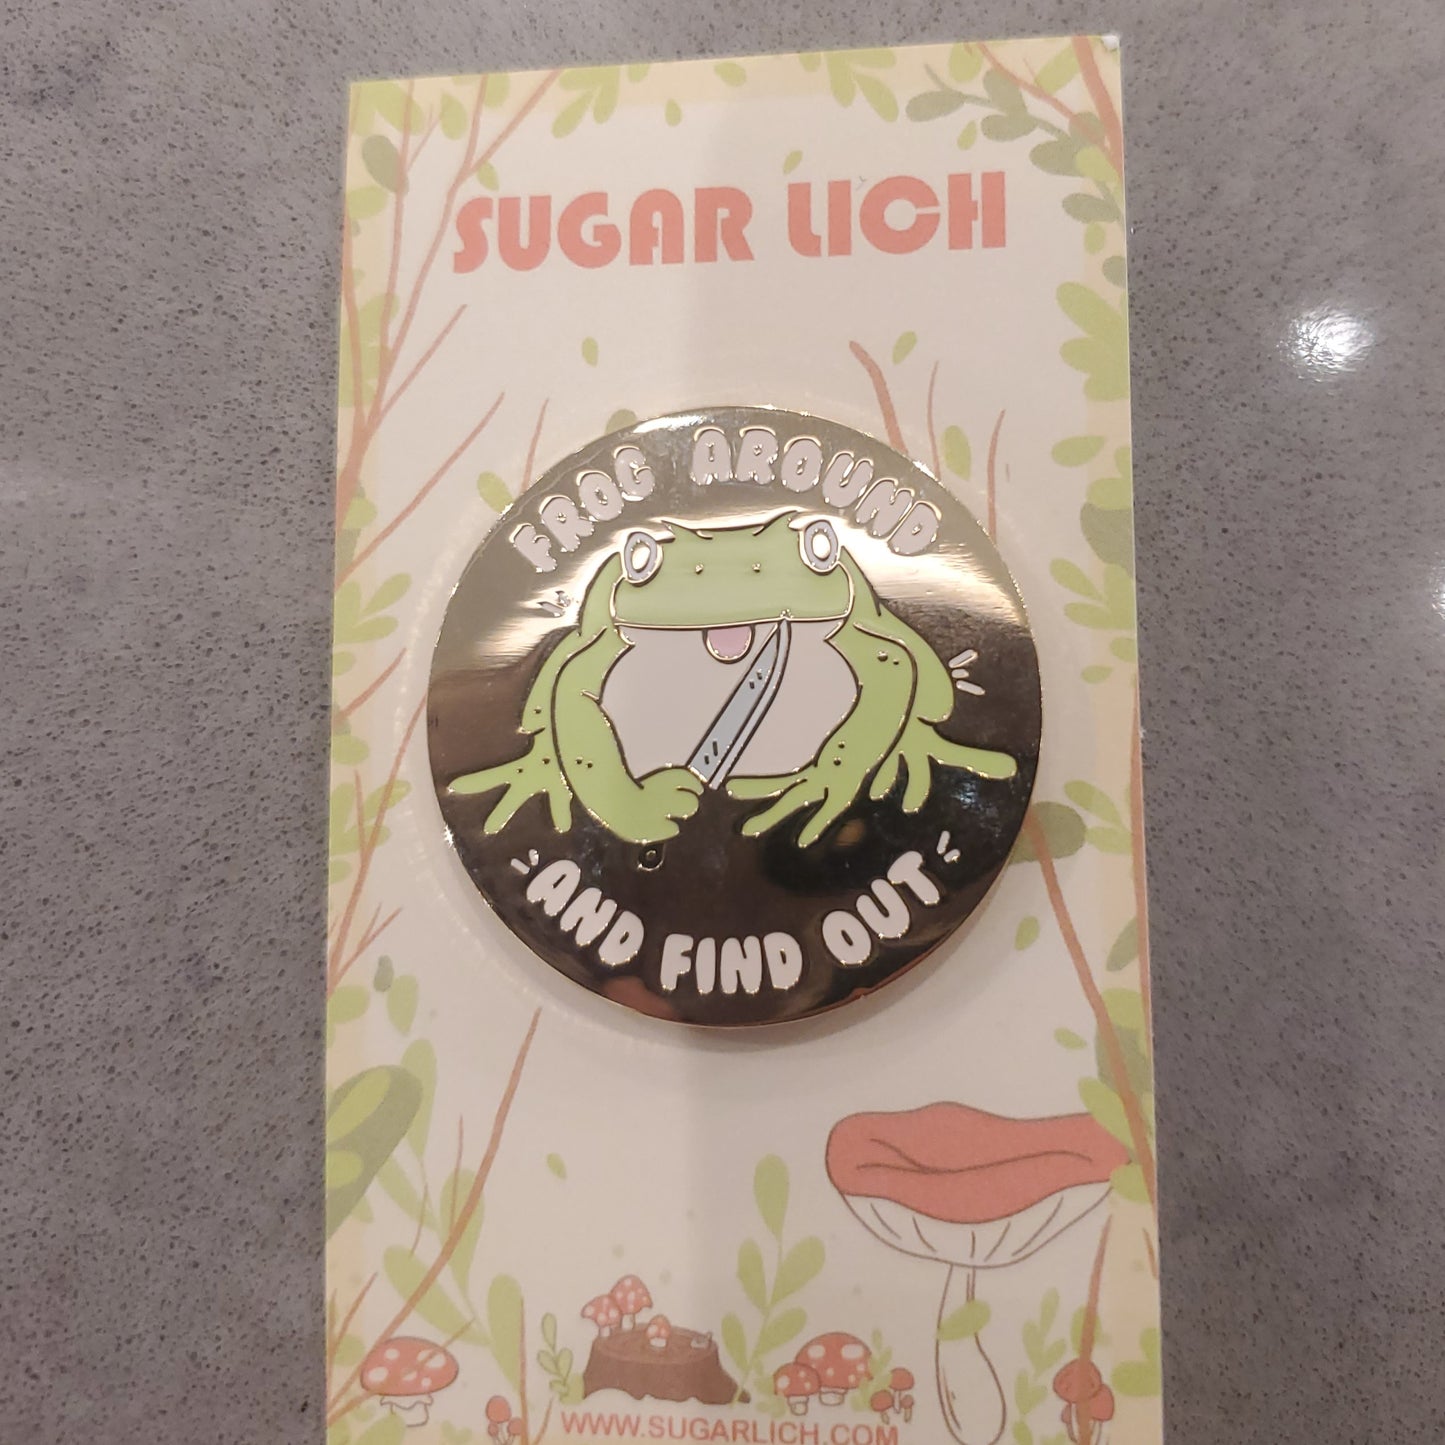 SUGAR LICH
FROG AROUND
AND FIND OUT
WWW.SUGARLICH.COM